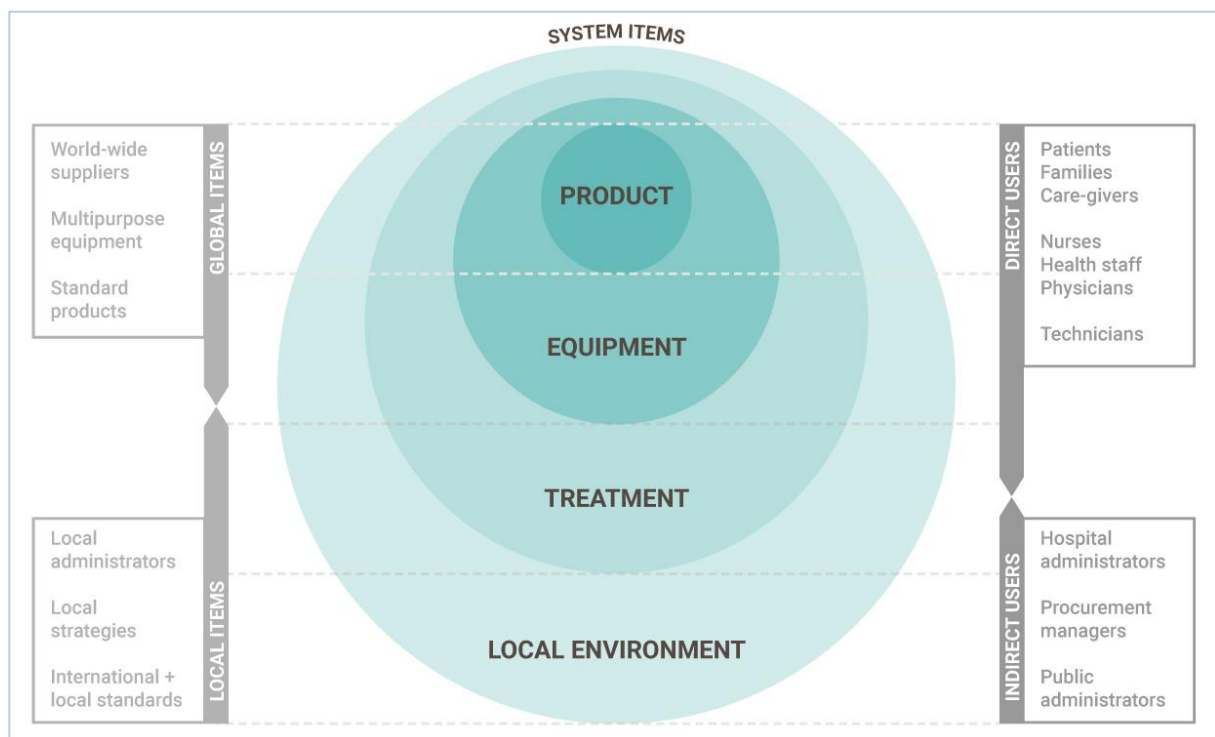 SYSTEM ITEMS
World-wide
suppliers
Multipurpose
equipment
Standard
products
GLOBAL ITEMS
Local
administrators
Local
strategies
International +
local standards
LOCAL ITEMS
PRODUCT
EQUIPMENT
TREATMENT
LOCAL ENVIRONMENT
DIRECT USERS
Patients
Families
Care-givers
Nurses
Health staff
Physicians
Technicians
INDIRECT USERS
Hospital
administrators
Procurement
managers
Public
administrators